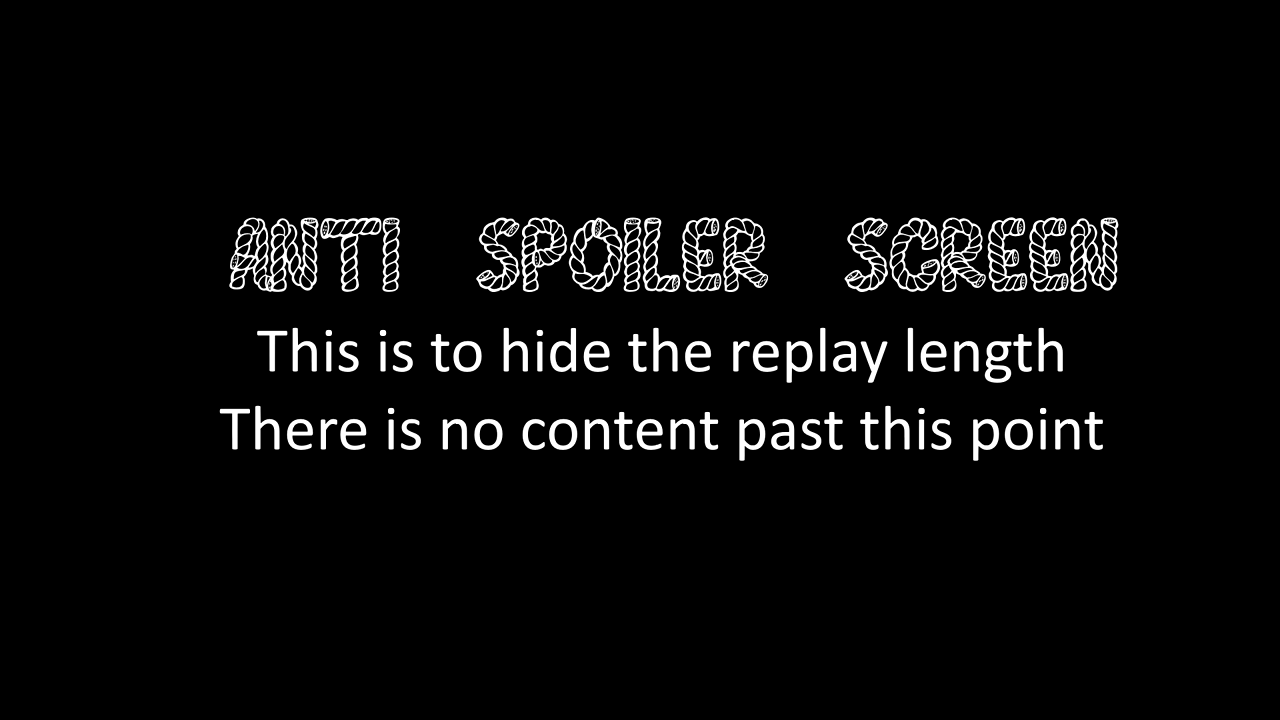 ANTI SPOILER SCREEN
This is to hide the replay length
There is no content past this point